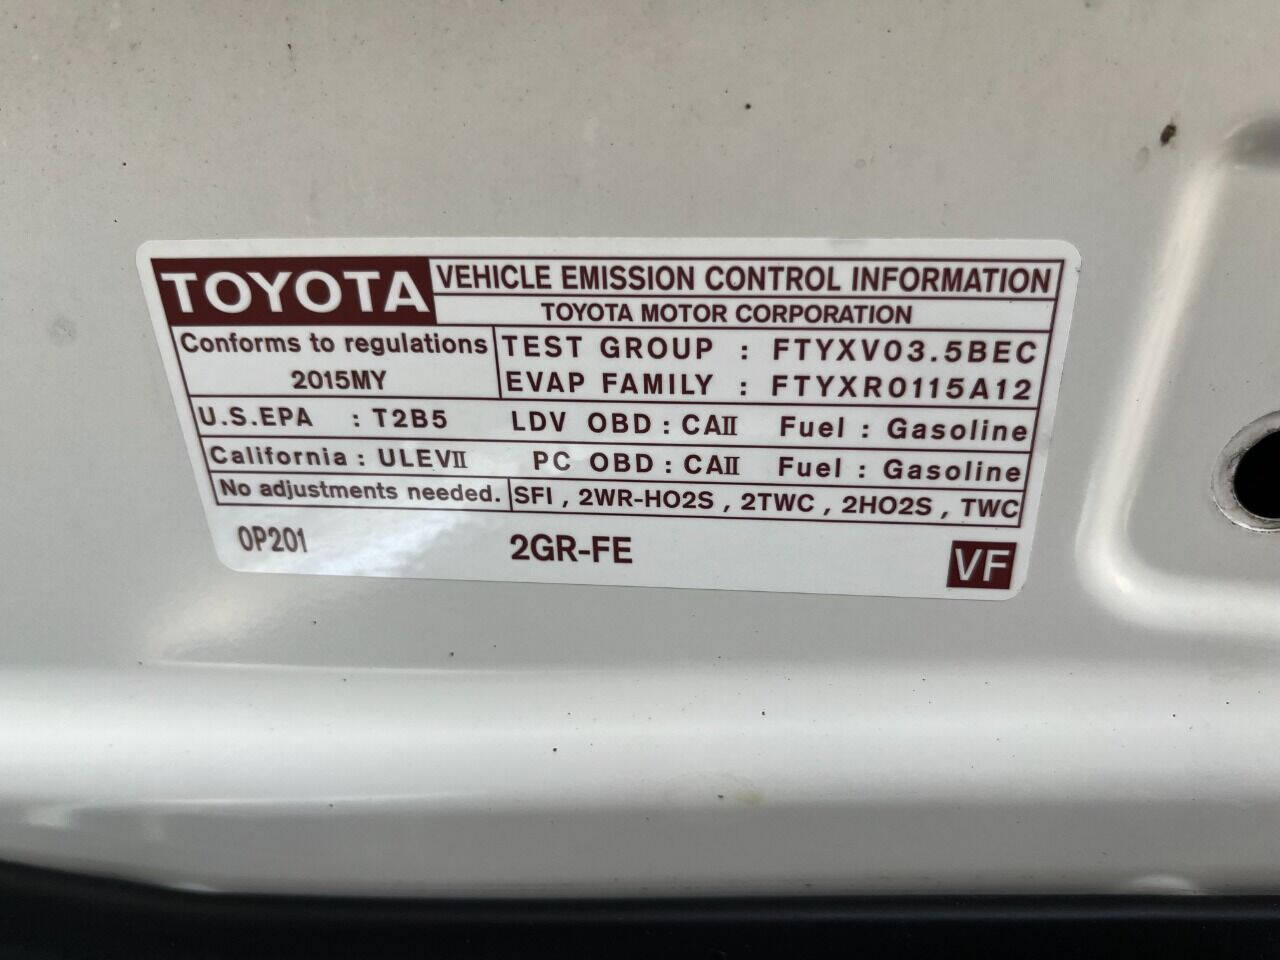 TOYOTA VEHICLE EMISSION CONTROL INFORMATION
TOYOTA MOTOR CORPORATION
Conforms to regulations TEST GROUP : FTYXV03.5BEC
2015MY EVAP FAMILY : FTYXR0115A12
U.S.EPA : T2B5 LDV OBD : CAII Fuel : Gasoline
California : ULEVII PC OBD : CAII Fuel : Gasoline
No adjustments needed. SFI , 2WR-HO2S , 2TWC , 2HO2S , TWC
0P201 2GR-FE VF